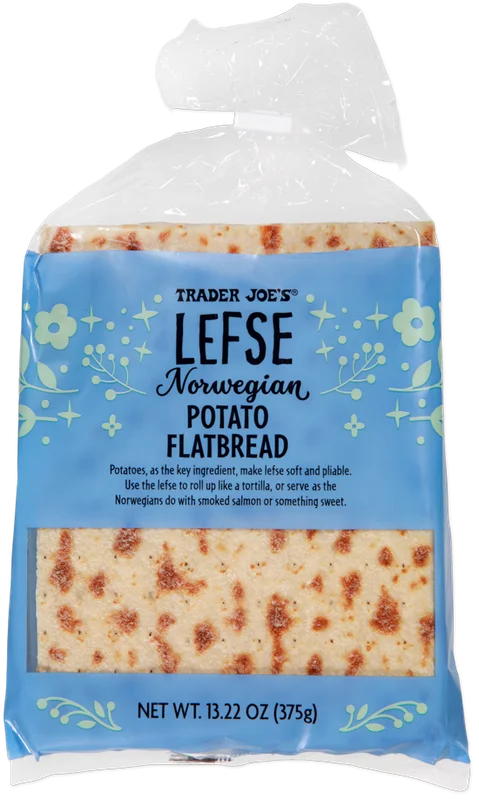 TRADER JOE'S®
LEFSE
Norwegian
POTATO
FLATBREAD
Potatoes, as the key ingredient, make lefse soft and pliable.
Use the lefse to roll up like a tortilla, or serve as the
Norwegians do with smoked salmon or something sweet.
NET WT. 13.22 OZ (375g)